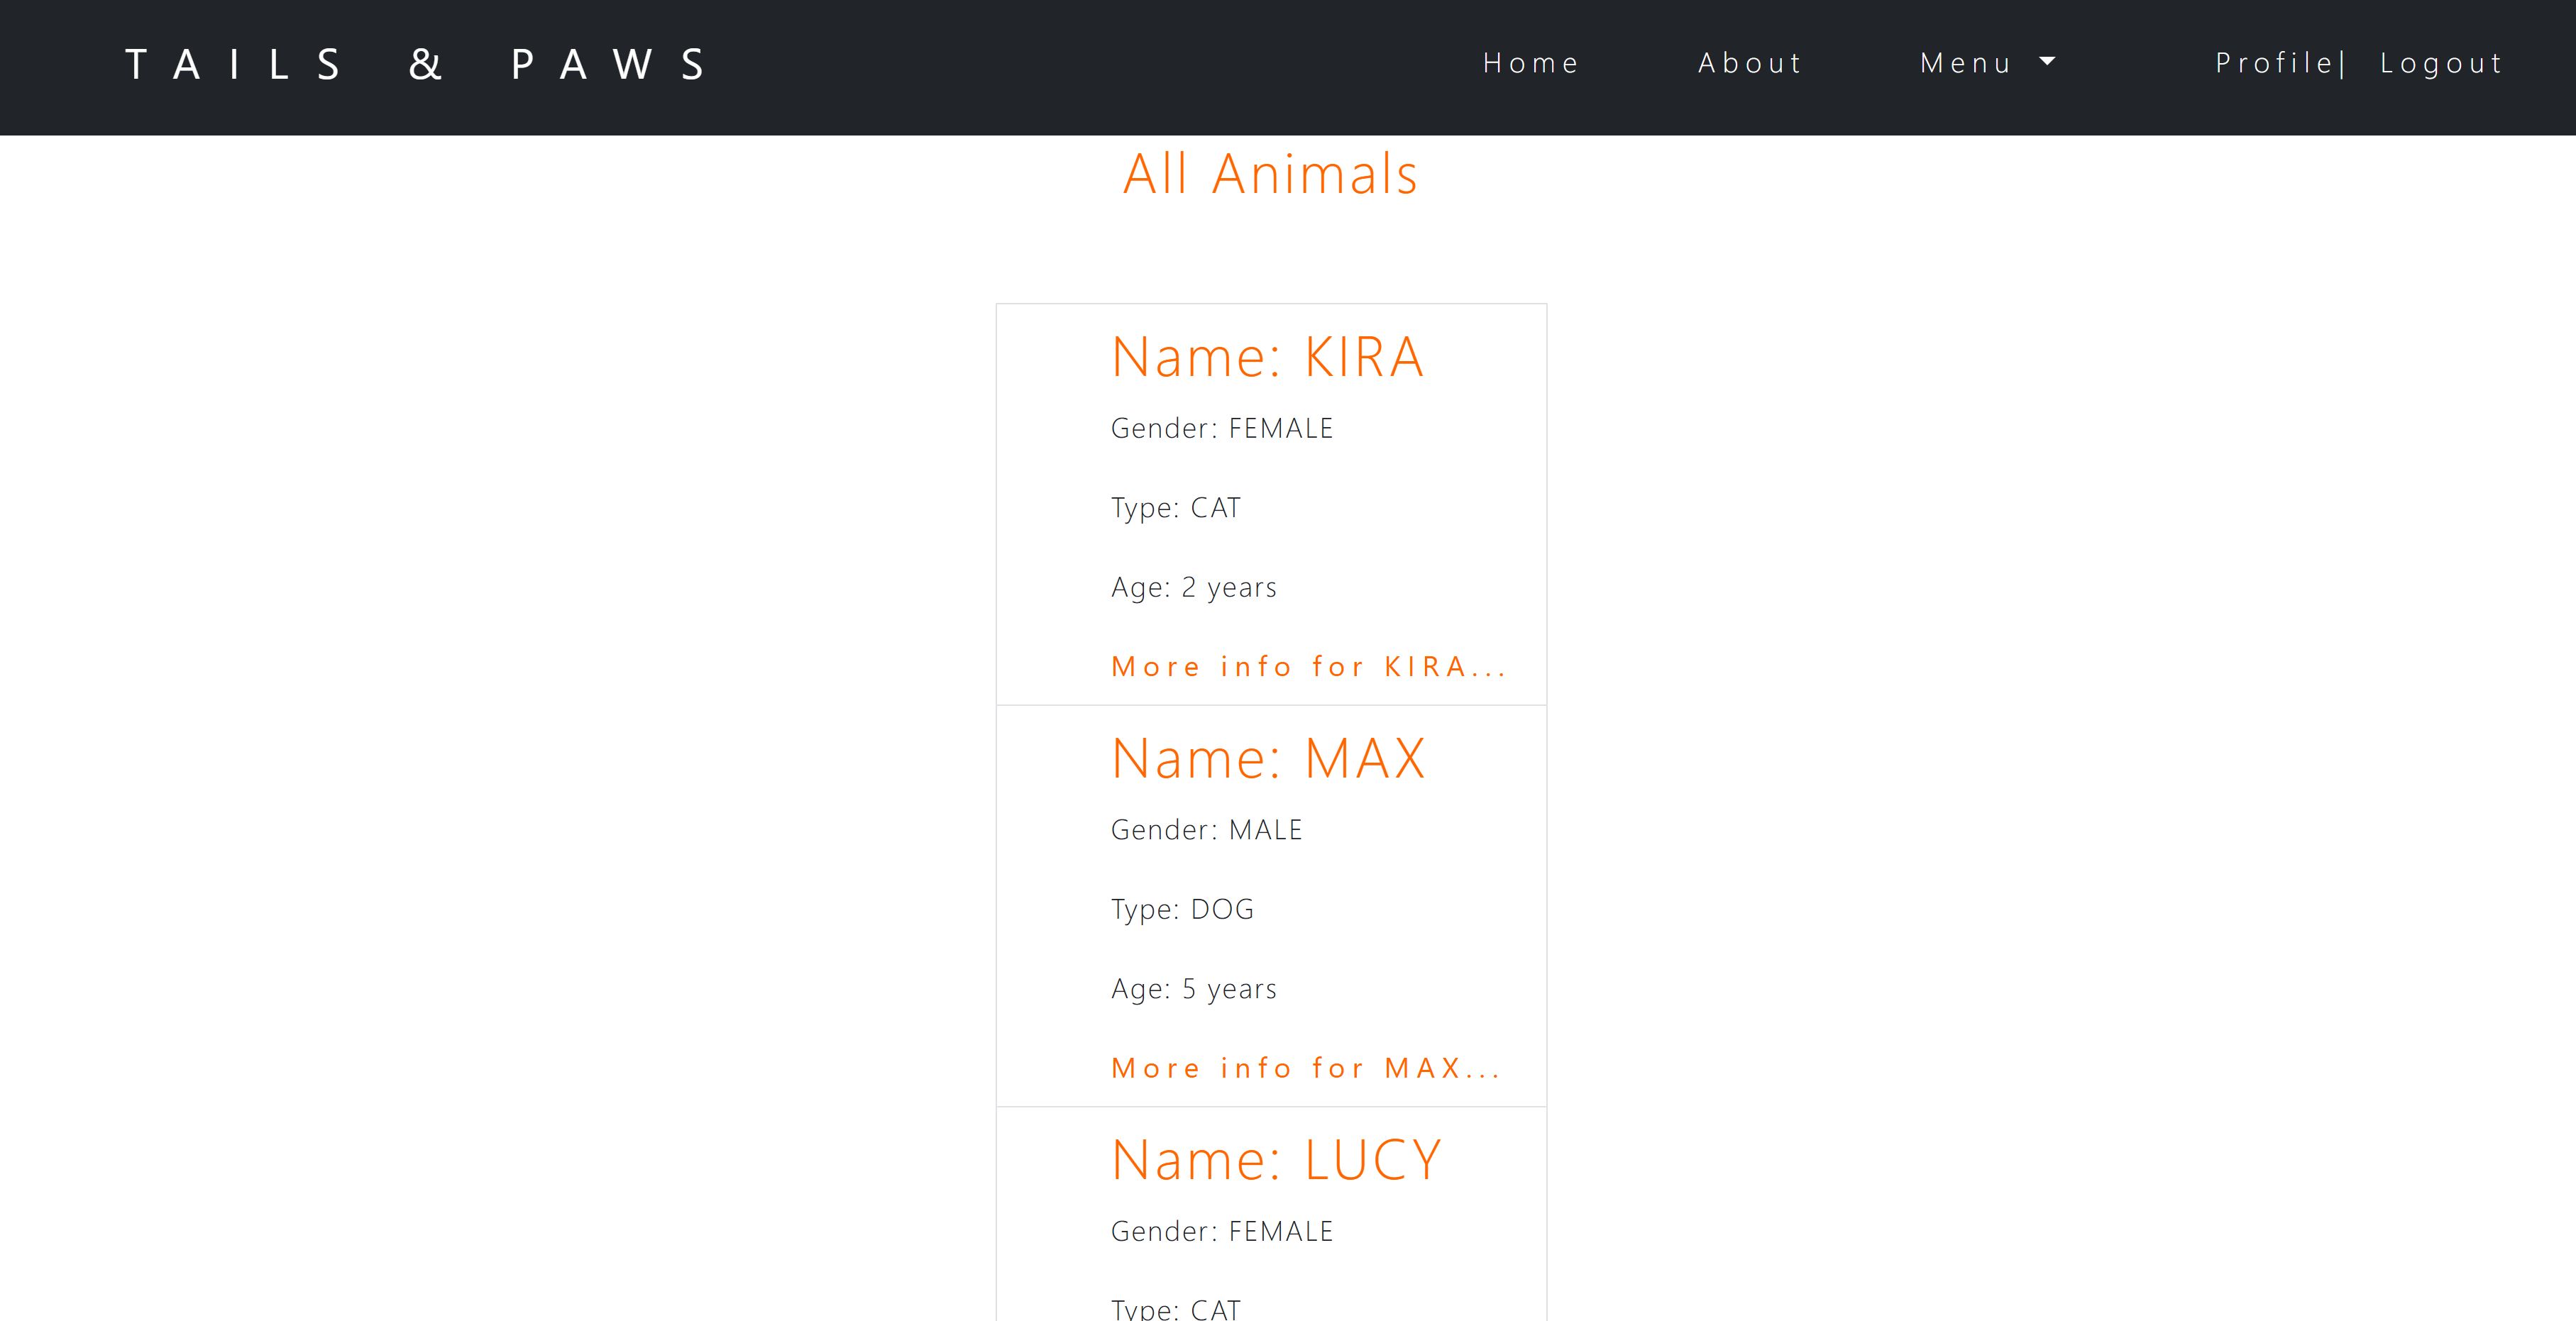 TAILS & PAWS
Home About Menu Profile| Logout
All Animals
Name: KIRA
Gender: FEMALE
Type: CAT
Age: 2 years
More info for KIRA...
Name: MAX
Gender: MALE
Type: DOG
Age: 5 years
More info for MAX...
Name: LUCY
Gender: FEMALE
Type: CAT